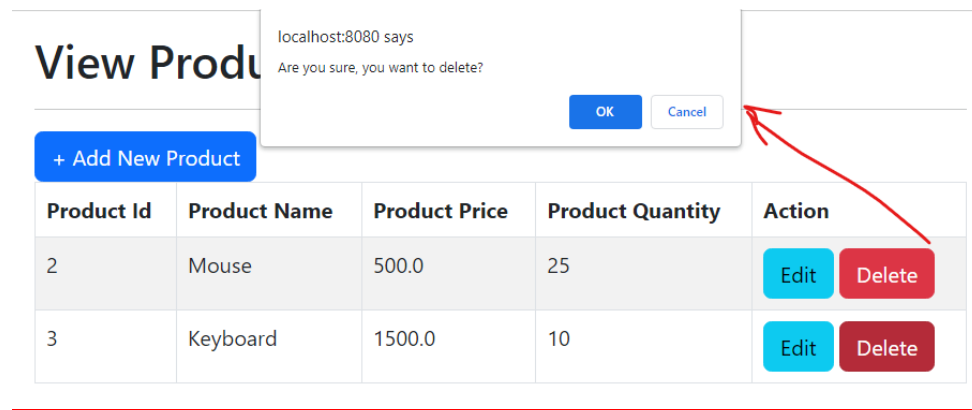 localhost:8080 says
Are you sure, you want to delete?
OK Cancel
View Produ
+ Add New Product
Product Id Product Name Product Price Product Quantity Action
2 Mouse 500.0 25 Edit Delete
3 Keyboard 1500.0 10 Edit Delete